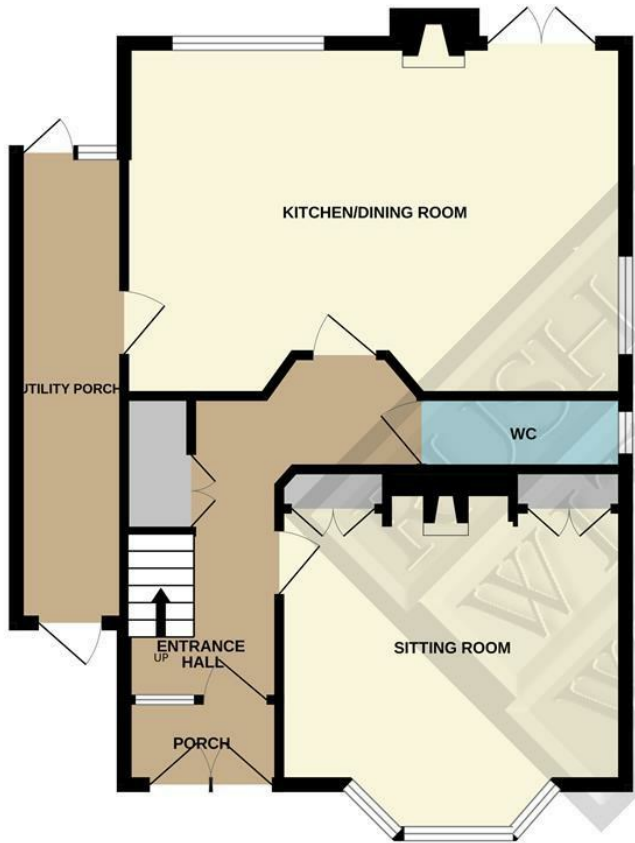 KITCHEN/DINING ROOM
UTILITY PORCH
WC
SITTING ROOM
UP
ENTRANCE
HALL
PORCH